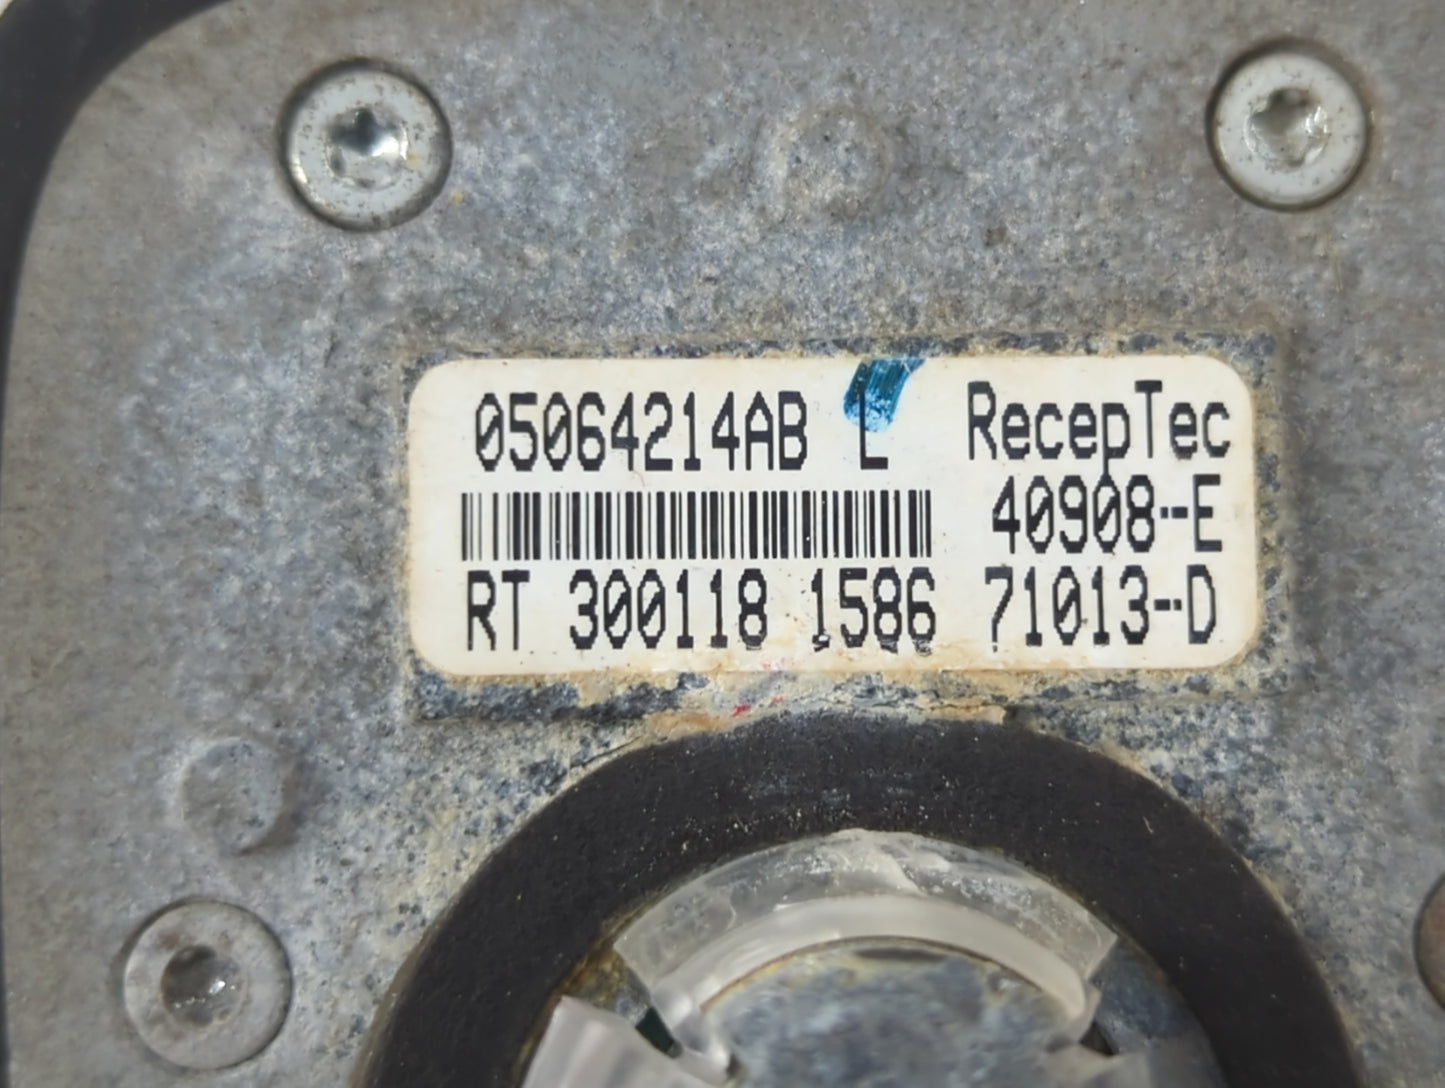 05064214AB L RecepTec
40908-E
RT 300118 1586 71013-D